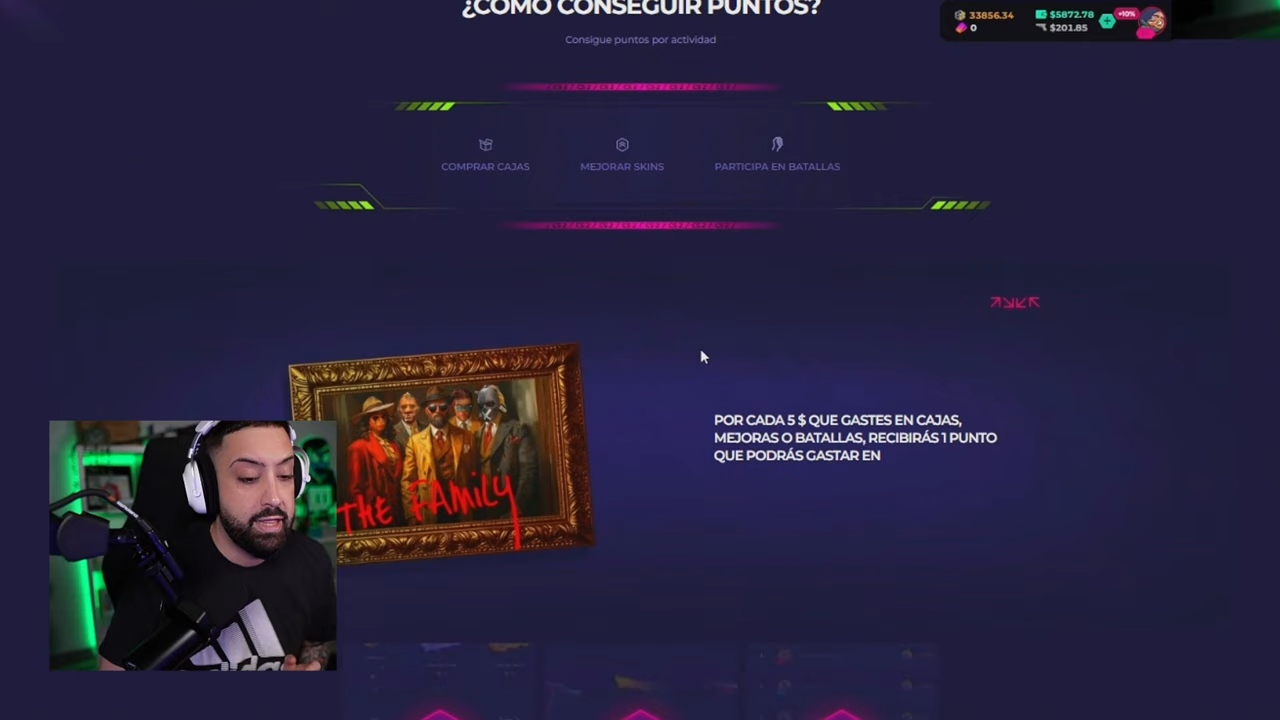 ¿CÓMO CONSEGUIR PUNTOS?
Consigue puntos por actividad
33856.34
0
$5872.78
$201.85
+10%
COMPRAR CAJAS
MEJORAR SKINS
PARTICIPA EN BATALLAS
THE FAMILY
POR CADA 5 $ QUE GASTES EN CAJAS,
MEJORAS O BATALLAS, RECIBIRÁS 1 PUNTO
QUE PODRÁS GASTAR EN
adidas